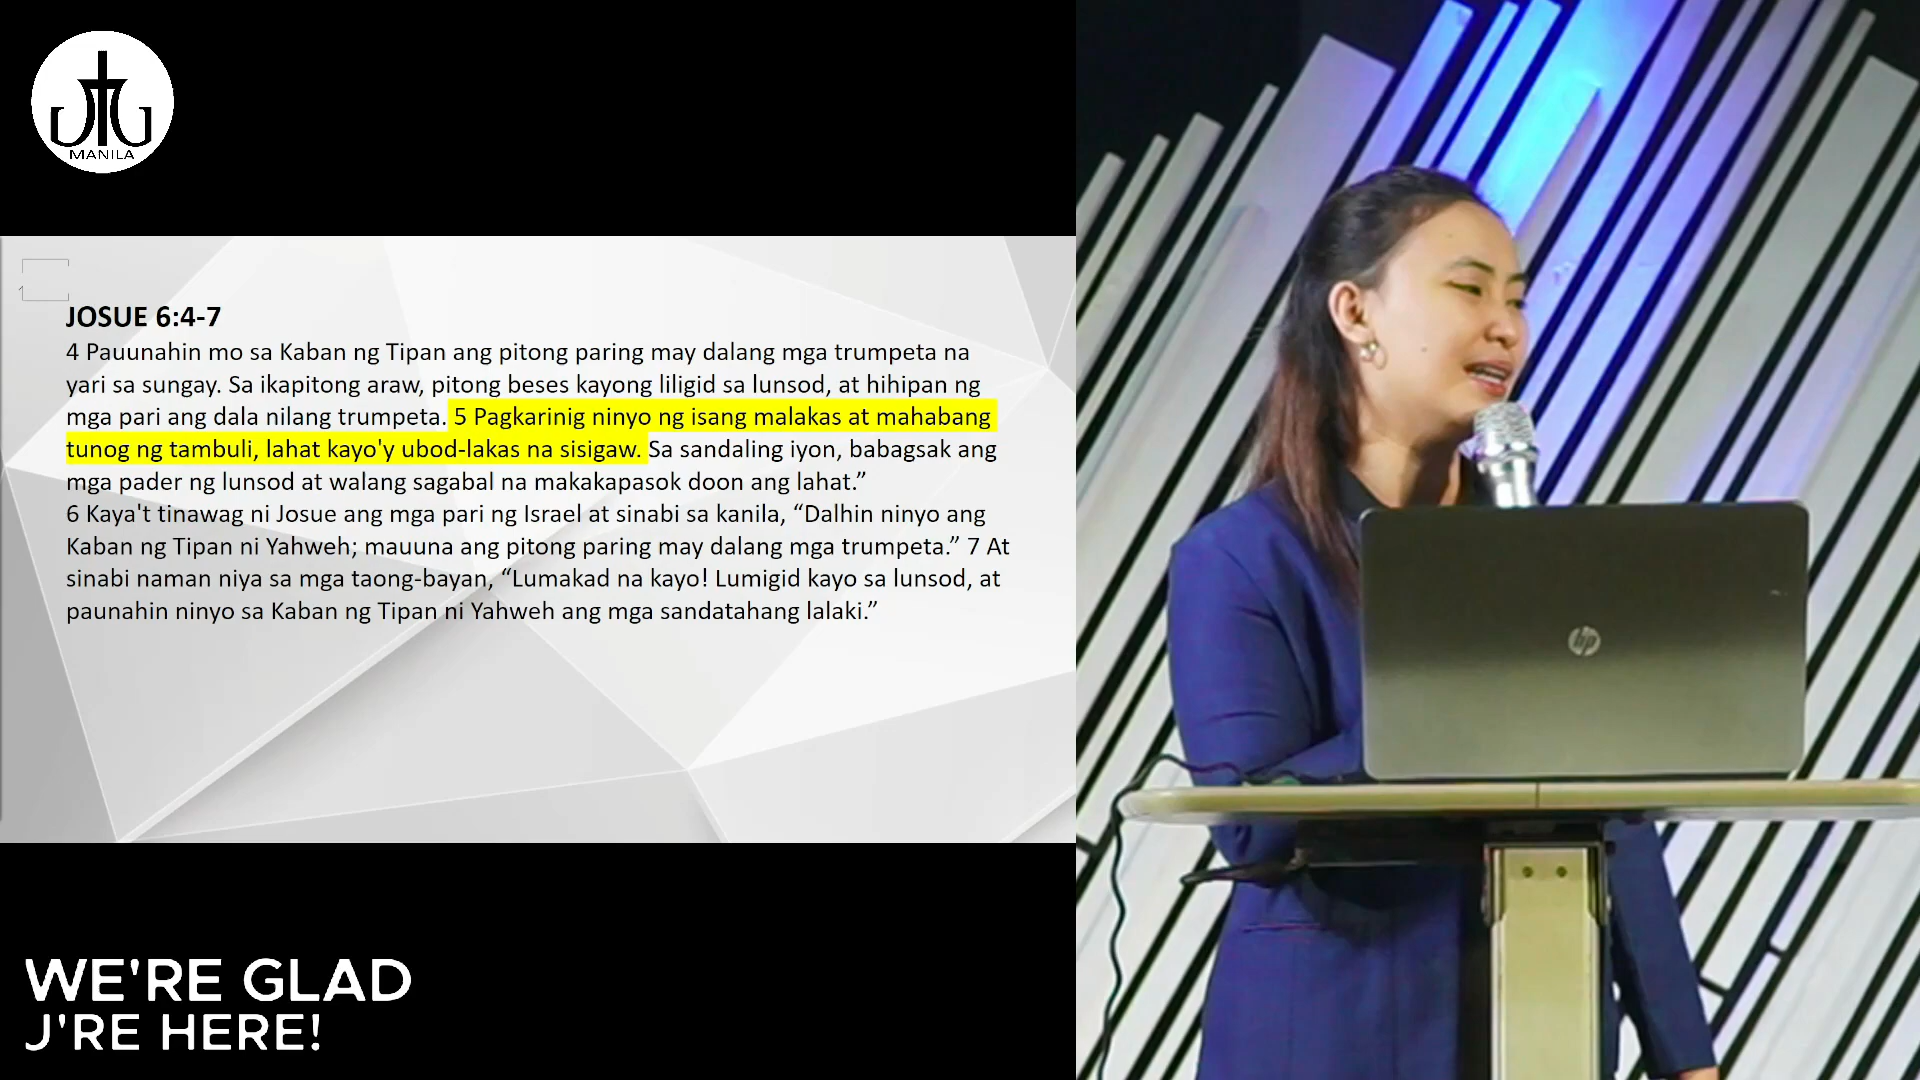 MANILA
JOSUE 6:4-7
4 Pauunahin mo sa Kaban ng Tipan ang pitong paring may dalang mga trumpeta na
yari sa sungay. Sa ikapitong araw, pitong beses kayong liligid sa lunsod, at hihipan ng
mga pari ang dala nilang trumpeta. 5 Pagkarinig ninyo ng isang malakas at mahabang
tunog ng tambuli, lahat kayo'y ubod-lakas na sisigaw. Sa sandaling iyon, babagsak ang
mga pader ng lunsod at walang sagabal na makakapasok doon ang lahat.”
6 Kaya't tinawag ni Josue ang mga pari ng Israel at sinabi sa kanila, “Dalhin ninyo ang
Kaban ng Tipan ni Yahweh; mauuna ang pitong paring may dalang mga trumpeta.” 7 At
sinabi naman niya sa mga taong-bayan, “Lumakad na kayo! Lumigid kayo sa lunsod, at
paunahin ninyo sa Kaban ng Tipan ni Yahweh ang mga sandatahang lalaki.”
WE'RE GLAD
J'RE HERE!
hp